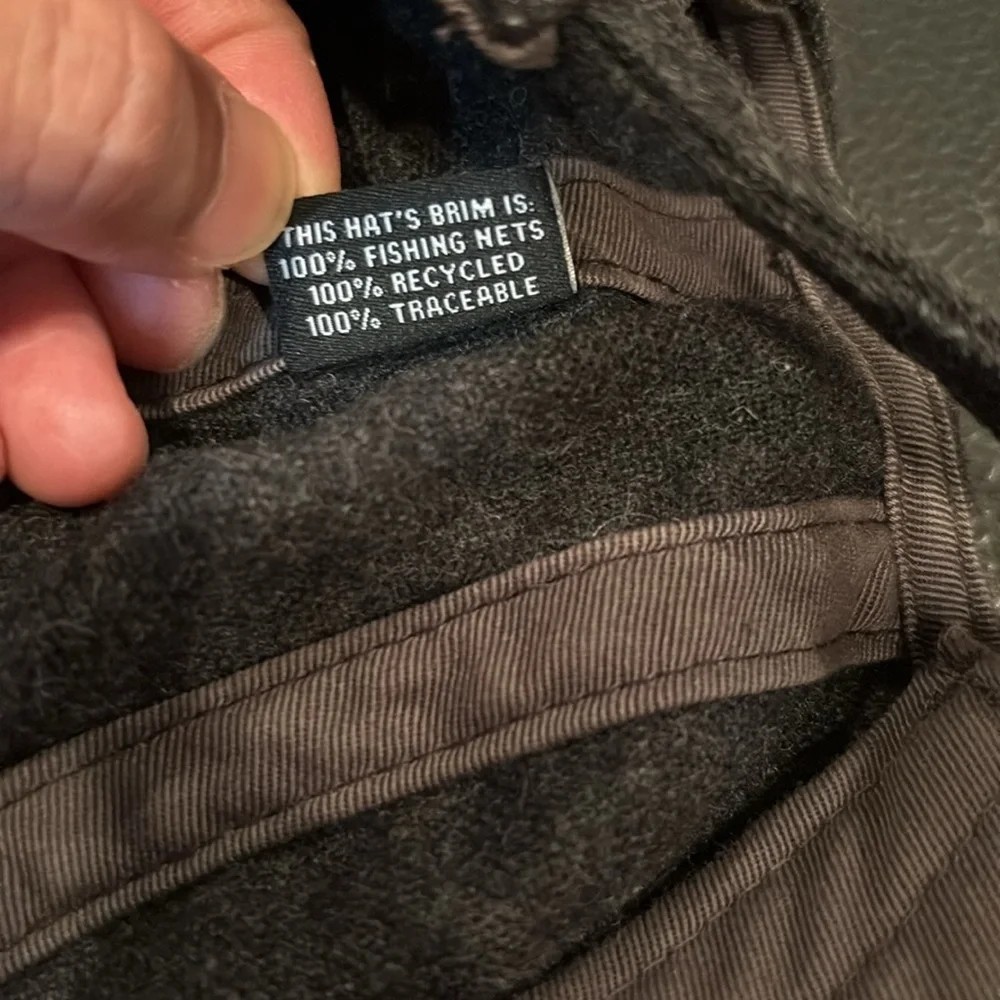 THIS HAT'S BRIM IS:
100% FISHING NETS
100% RECYCLED
100% TRACEABLE